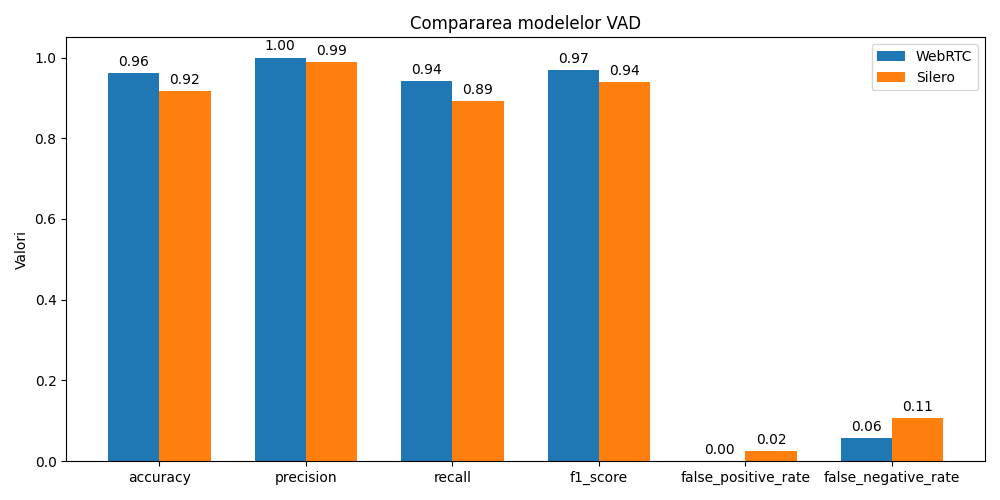 Compararea modelelor VAD
WebRTC
Silero
Valori
1.0
0.8
0.6
0.4
0.2
0.0
0.96
0.92
1.00
0.99
0.94
0.89
0.97
0.94
0.00
0.02
0.06
0.11
accuracy
precision
recall
f1_score
false_positive_rate
false_negative_rate